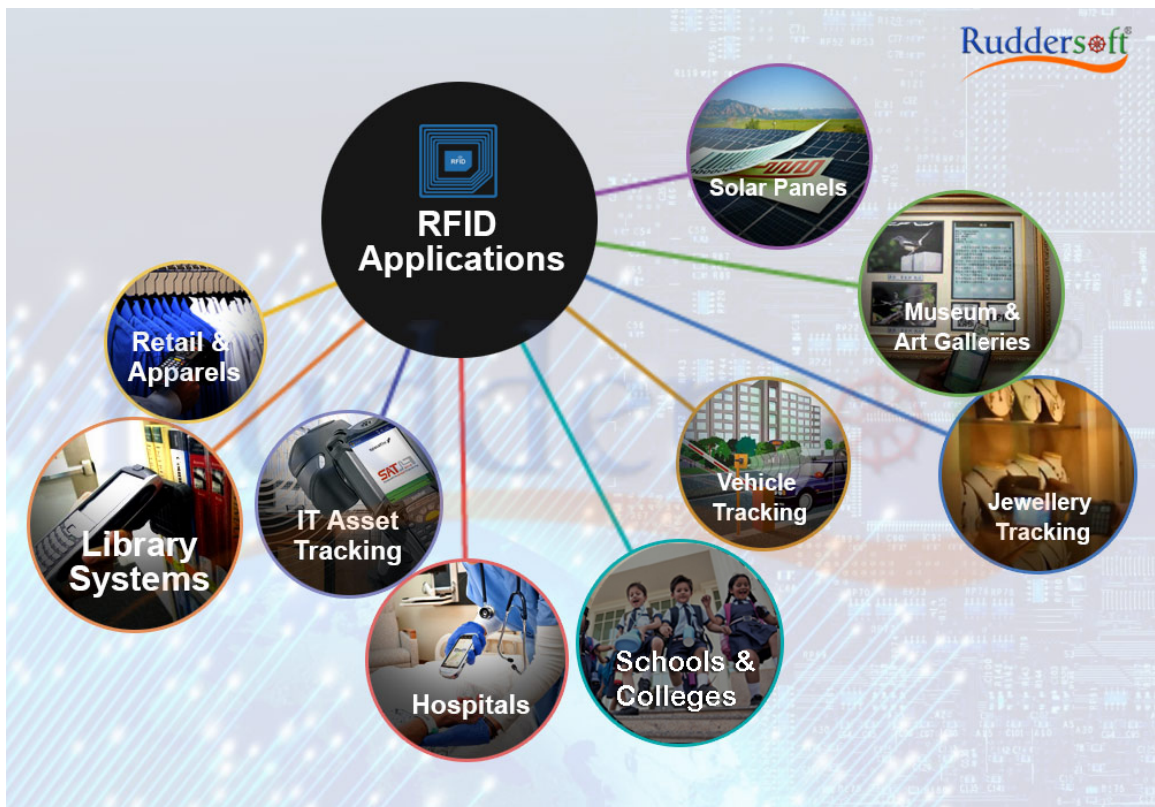 Ruddersoft®
RFID
RFID
Applications
Solar Panels
Museum &
Art Galleries
Retail &
Apparels
Library
Systems
IT Asset
Tracking
Hospitals
Schools &
Colleges
Vehicle
Tracking
Jewellery
Tracking